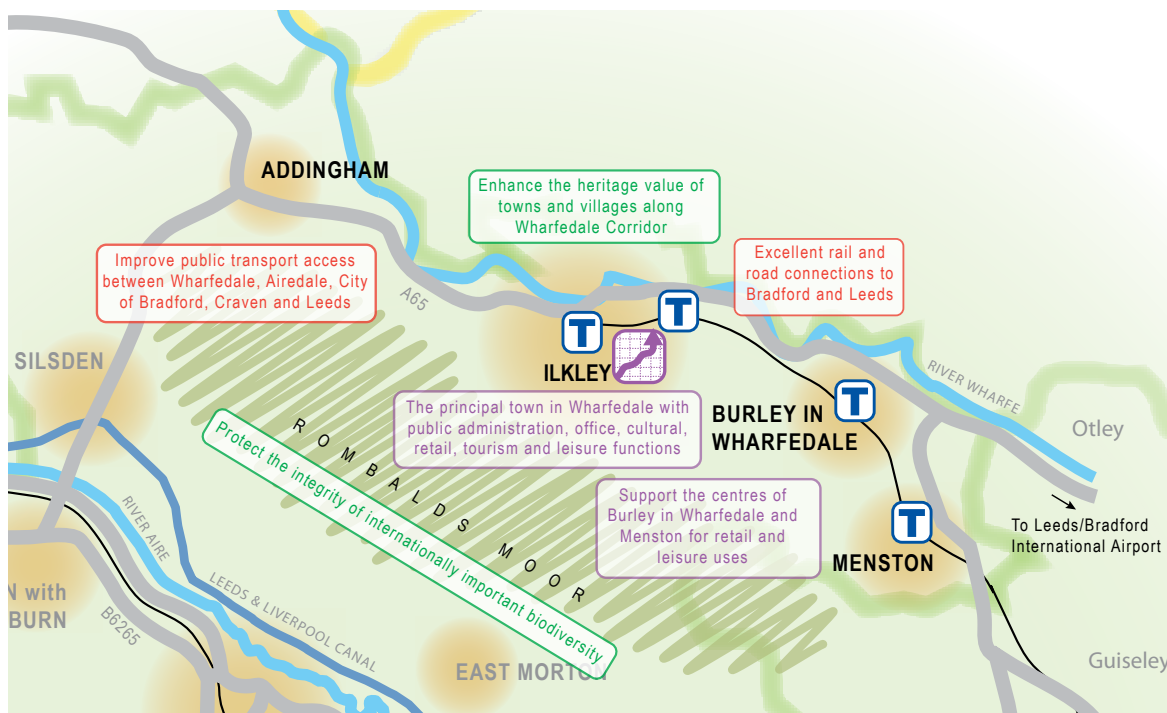 ADDINGHAM
Enhance the heritage value of
towns and villages along
Wharfedale Corridor
Improve public transport access
between Wharfedale, Airedale, City
of Bradford, Craven and Leeds
Excellent rail and
road connections to
Bradford and Leeds
A65
T
T
SILSDEN
ILKLEY
RIVER WHARFE
The principal town in Wharfedale with
public administration, office, cultural,
retail, tourism and leisure functions
T
BURLEY IN
WHARFEDALE
Otley
ROMBALDS MOOR
Protect the integrity of internationally important biodiversity
Support the centres of
Burley in Wharfedale and
Menston for retail and
leisure uses
T
MENSTON
To Leeds/Bradford
International Airport
RIVER AIRE
LEEDS & LIVERPOOL CANAL
N with
BURN
B6265
EAST MORTON
Guiseley